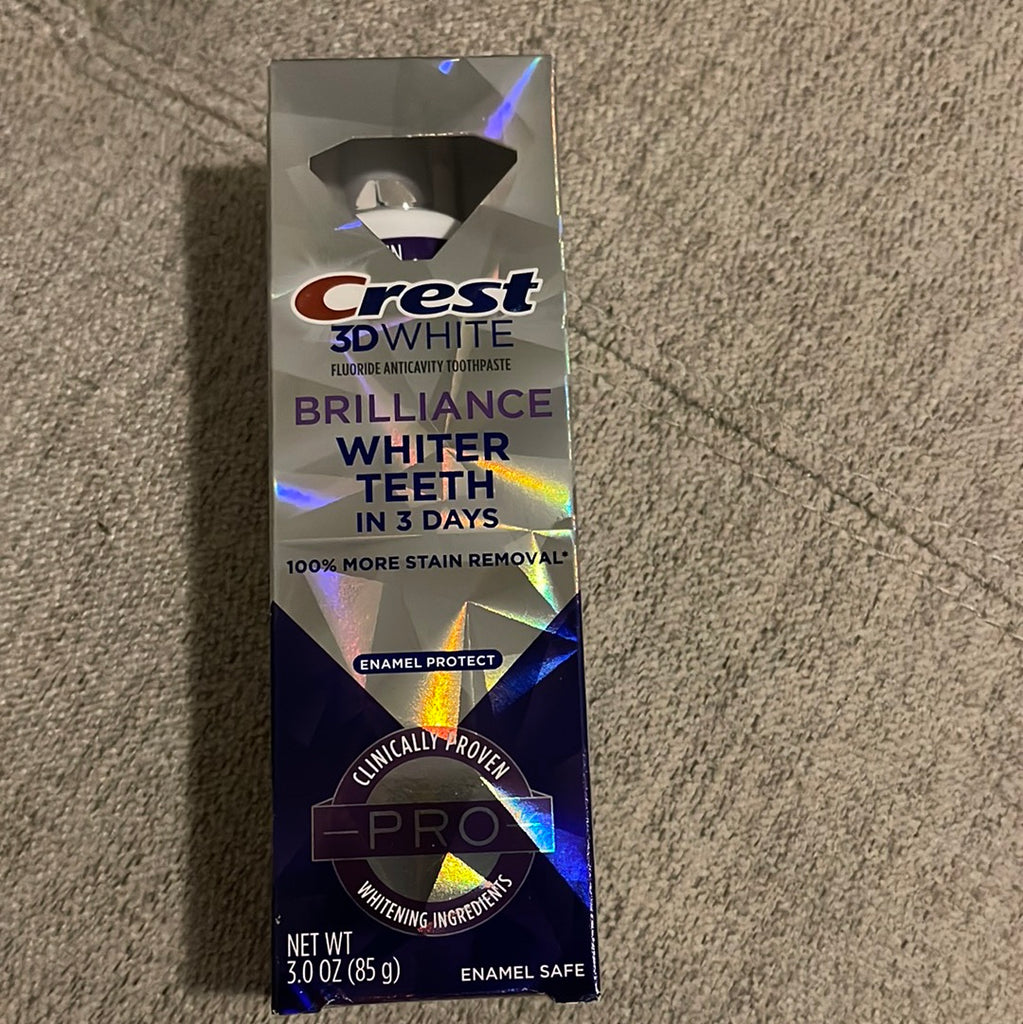 Crest
3DWHITE
FLUORIDE ANTICAVITY TOOTHPASTE
BRILLIANCE
WHITER
TEETH
IN 3 DAYS
100% MORE STAIN REMOVAL*
ENAMEL PROTECT
CLINICALLY PROVEN
PRO
WHITENING INGREDIENTS
NET WT
3.0 OZ (85 g)
ENAMEL SAFE